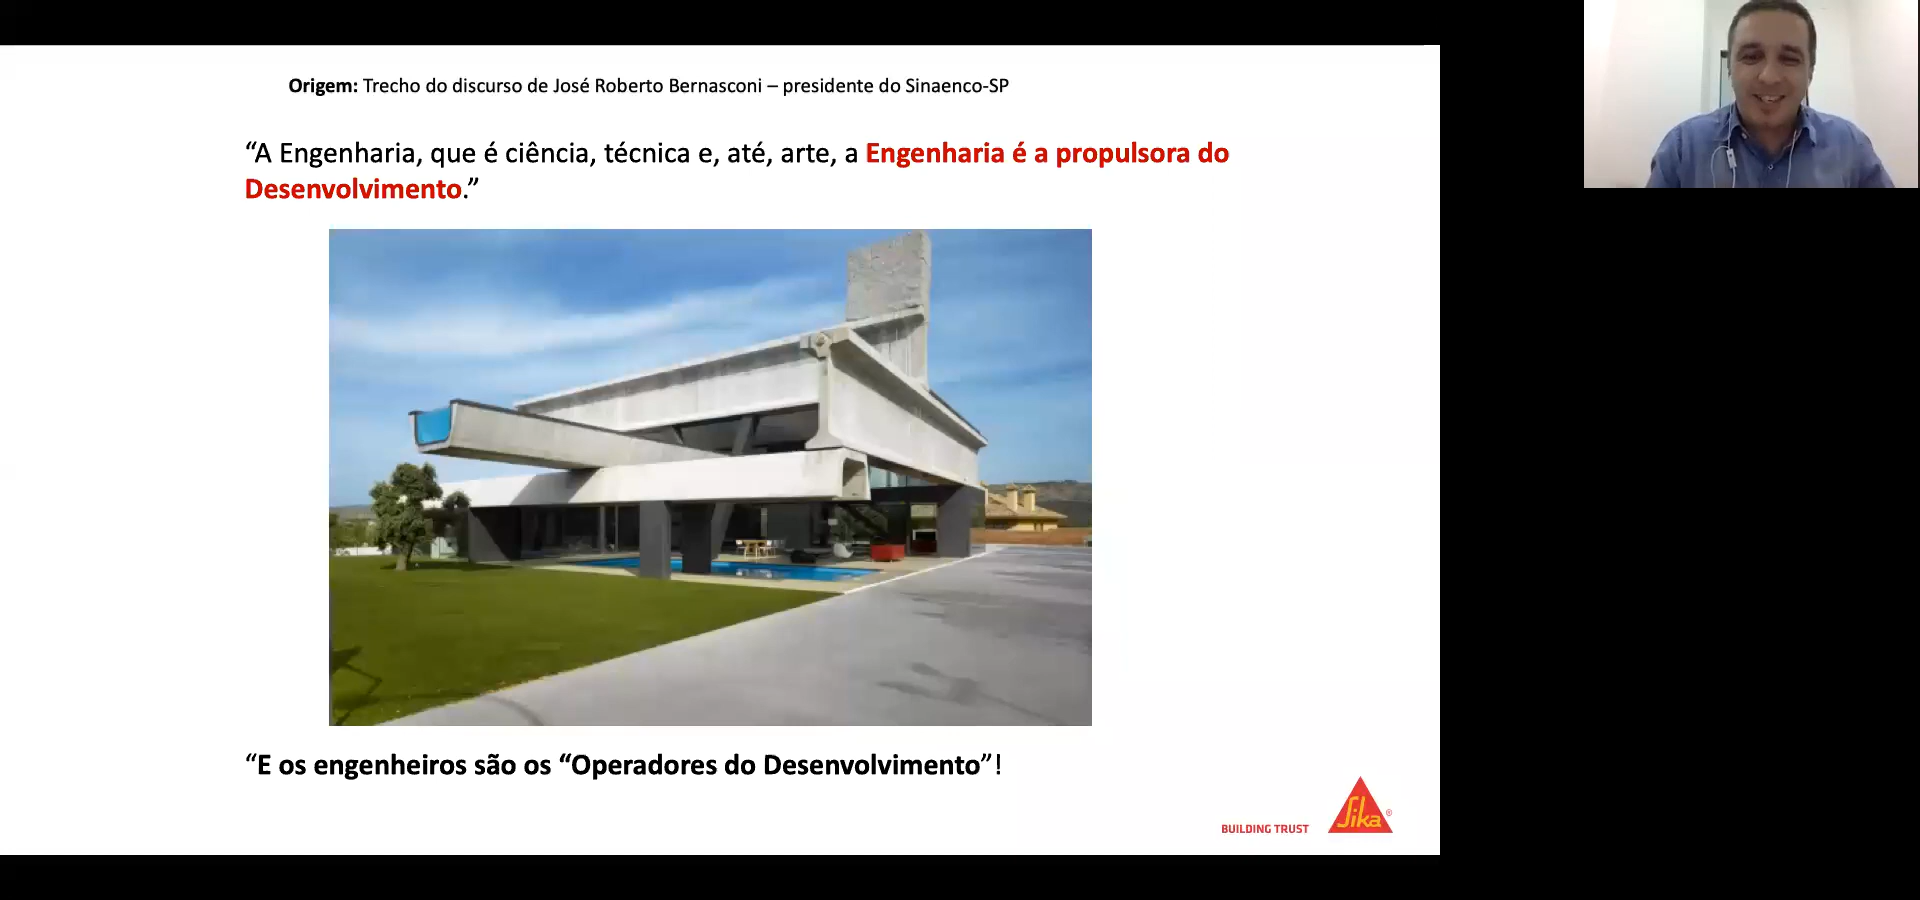 Origem: Trecho do discurso de José Roberto Bernasconi – presidente do Sinaenco-SP
“A Engenharia, que é ciência, técnica e, até, arte, a Engenharia é a propulsora do
Desenvolvimento.”
“E os engenheiros são os “Operadores do Desenvolvimento”!
BUILDING TRUST
Sika®